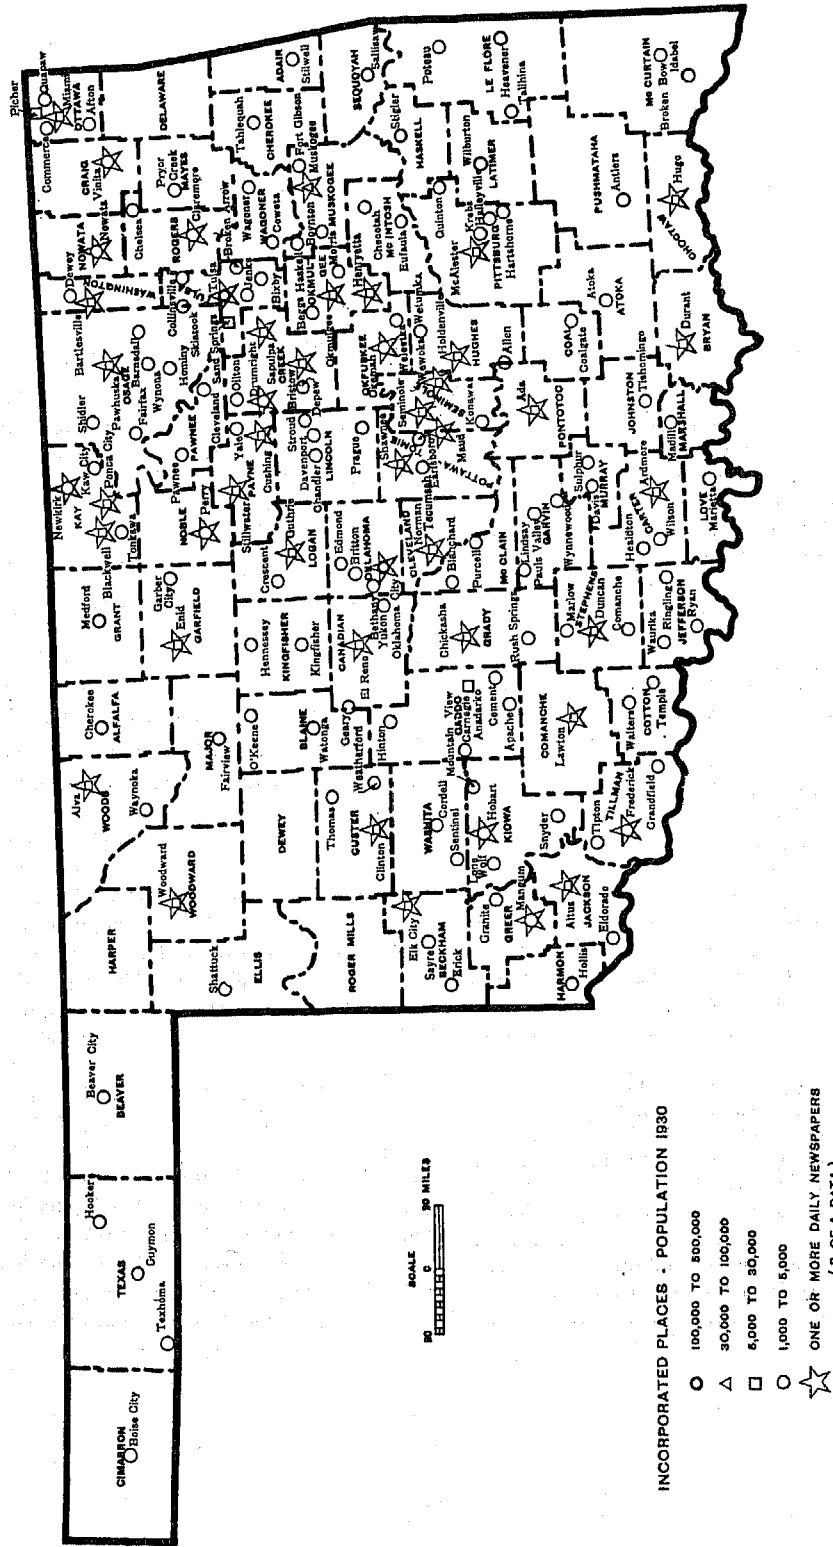 CIMARRON
Boise City
TEXAS
Guymon
Texhoma
Hooker
Beaver City
BEAVER
HARPER
Shattuck
ELLIS
ROGER MILLS
Woodward
WOODWARD
Alva
WOODS
Waynoka
DEWEY
Thomas
CUSTER
Weatherford
Clinton
Elk City
Sayre
BECKHAM
Erick
WASHITA
Cordell
Sentinel
Lone
Wolf
Hobart
KIOWA
Mountain View
Granite
GREER
Mangum
HARMON
Hollis
Altus
JACKSON
Eldorado
Snyder
Tipton
TILLMAN
Frederick
Grandfield
Cherokee
ALFALFA
MAJOR
Fairview
O'Keene
BLAINE
Watonga
Geary
Hinton
CADDO
Carnegie
Anadarko
Cement
Apache
COMANCHE
Lawton
Walters
COTTON
Temple
Medford
GRANT
Garber
City
Enid
GARFIELD
Hennessey
KINGFISHER
Kingfisher
CANADIAN
El Reno
Yukon
Bethany
Oklahoma
City
OKLAHOMA
Britton
Edmond
Chickasha
GRADY
Rush Springs
Marlow
STEPHENS
Duncan
Comanche
Waurika
Ringling
JEFFERSON
Ryan
Newkirk
KAY
Kaw City
Ponca City
Blackwell
Tonkawa
NOBLE
Perry
Crescent
Guthrie
LOGAN
CLEVELAND
Norman
Blanchard
Purcell
MC CLAIN
Lindsay
Pauls Valley
GARVIN
Wynnewood
Sulphur
Davis
MURRAY
Healdton
CARTER
Ardmore
Wilson
LOVE
Marietta
Shidler
Pawhuska
OSAGE
Fairfax
Wynona
Hominy
Barnsdall
Bartlesville
Dewey
WASHINGTON
Pawnee
PAWNEE
Cleveland
Stillwater
PAYNE
Yale
Cushing
Stroud
Davenport
Chandler
LINCOLN
Prague
Shawnee
Tecumseh
Earlsboro
Maud
Seminole
SEMINOLE
Wewoka
Konawa
Ada
PONTOTOC
Allen
Holdenville
HUGHES
Wetumka
JOHNSTON
Tishomingo
Madill
MARSHALL
Durant
BRYAN
COAL
Coalgate
Atoka
ATOKA
NOWATA
Nowata
Collinsville
Skiatook
Sand Springs
TULSA
Tulsa
Jenks
Bixby
Broken Arrow
Oilton
Drumright
Sapulpa
CREEK
Bristow
Depew
OKFUSKEE
Okemah
Weleetka
Okmulgee
OKMUL-
GEE
Beggs
Morris
Henryetta
Haskell
Boynton
MUSKOGEE
Muskogee
Fort Gibson
Checotah
MC INTOSH
Eufaula
ROGERS
Claremore
Chelsea
CRAIG
Vinita
Pryor
Creek
MAYES
Wagoner
WAGONER
Coweta
Picher
Quapaw
Miami
OTTAWA
Afton
Commerce
DELAWARE
Tahlequah
CHEROKEE
ADAIR
Stilwell
SEQUOYAH
Sallisaw
Stigler
HASKELL
Quinton
McAlester
PITTSBURG
Krebs
Haileyville
Hartshorne
Wilburton
LATIMER
Poteau
LE FLORE
Heavener
Talihina
PUSHMATAHA
Antlers
CHOCTAW
Hugo
MC CURTAIN
Broken Bow
Idabel
SCALE
30 0 30 MILES
INCORPORATED PLACES - POPULATION 1930
100,000 TO 500,000
30,000 TO 100,000
5,000 TO 30,000
1,000 TO 5,000
ONE OR MORE DAILY NEWSPAPERS